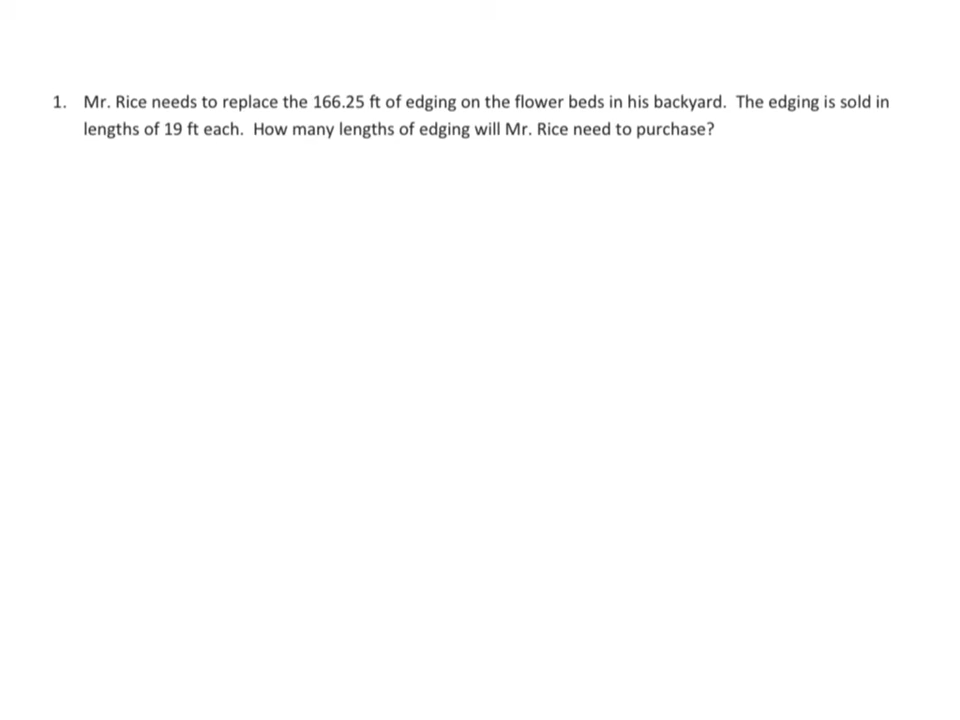 1. Mr. Rice needs to replace the 166.25 ft of edging on the flower beds in his backyard. The edging is sold in
lengths of 19 ft each. How many lengths of edging will Mr. Rice need to purchase?